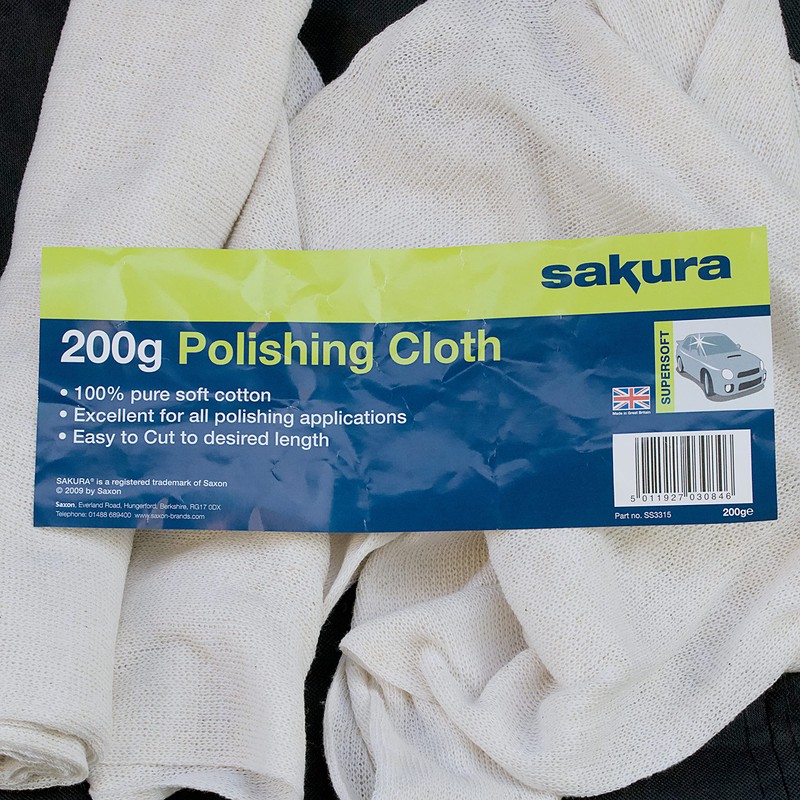 sakura
200g Polishing Cloth
• 100% pure soft cotton
• Excellent for all polishing applications
• Easy to Cut to desired length
SUPERSOFT
Made in Great Britain
SAKURA® is a registered trademark of Saxon
© 2009 by Saxon
Saxon, Everland Road, Hungerford, Berkshire, RG17 0DX
Telephone: 01488 689400 www.saxon-brands.com
5 011927 030846
Part no. SS3315
200g℮